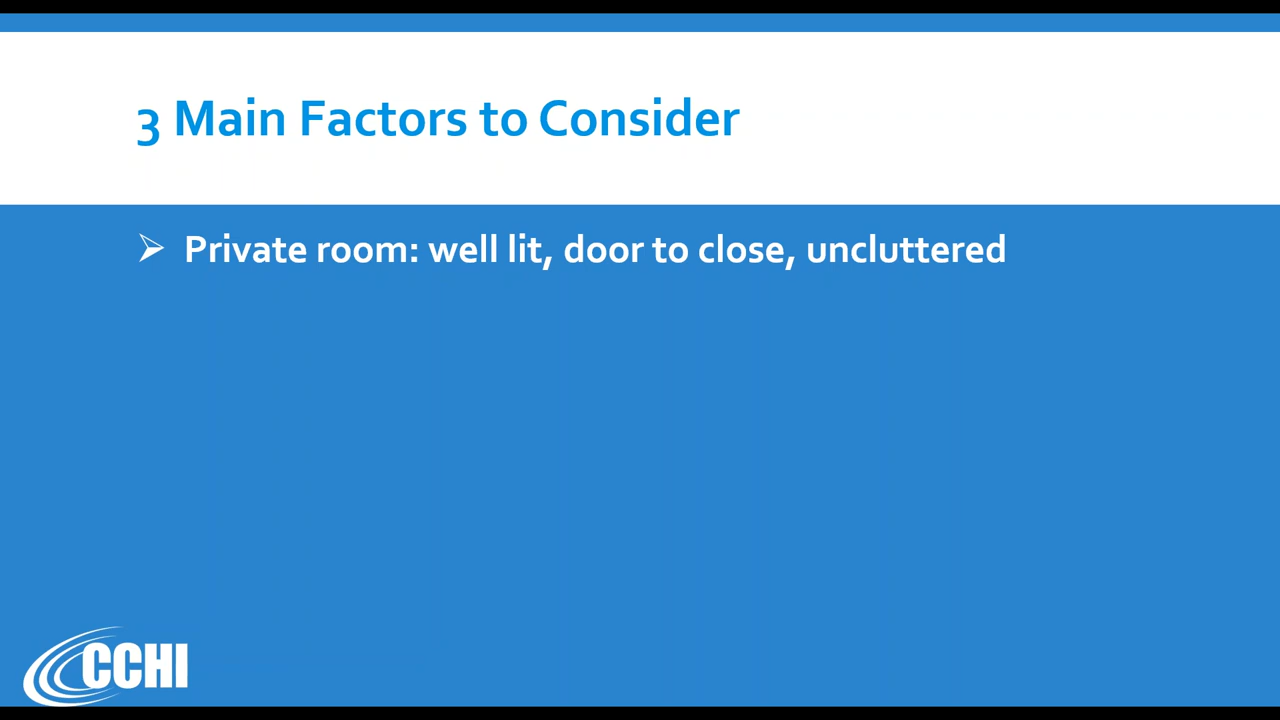 3 Main Factors to Consider
Private room: well lit, door to close, uncluttered
CCHI